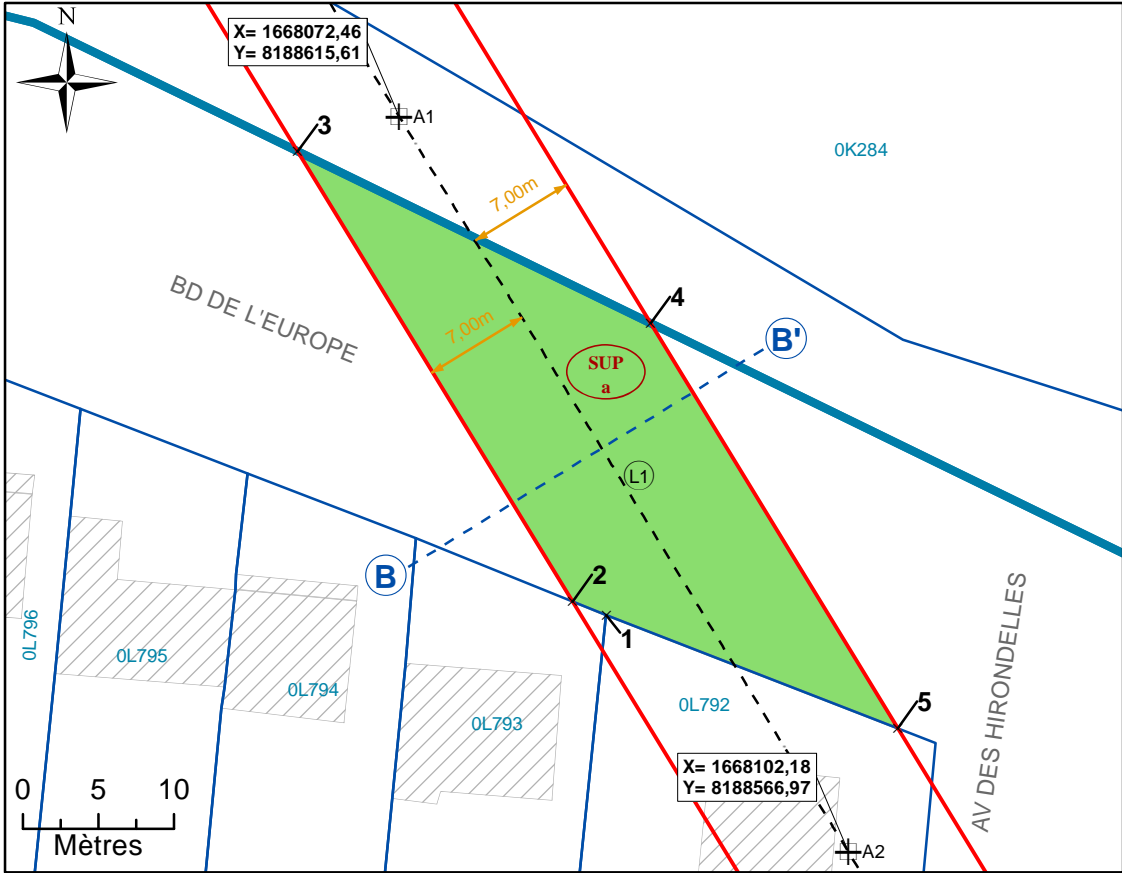 N
X= 1668072,46
Y= 8188615,61
A1
3
0K284
7,00m
BD DE L'EUROPE
4
7,00m
B'
SUP
a
L1
B
2
1
0L796
0L795
0L794
0L793
0L792
5
AV DES HIRONDELLES
X= 1668102,18
Y= 8188566,97
A2
0 5 10
Mètres